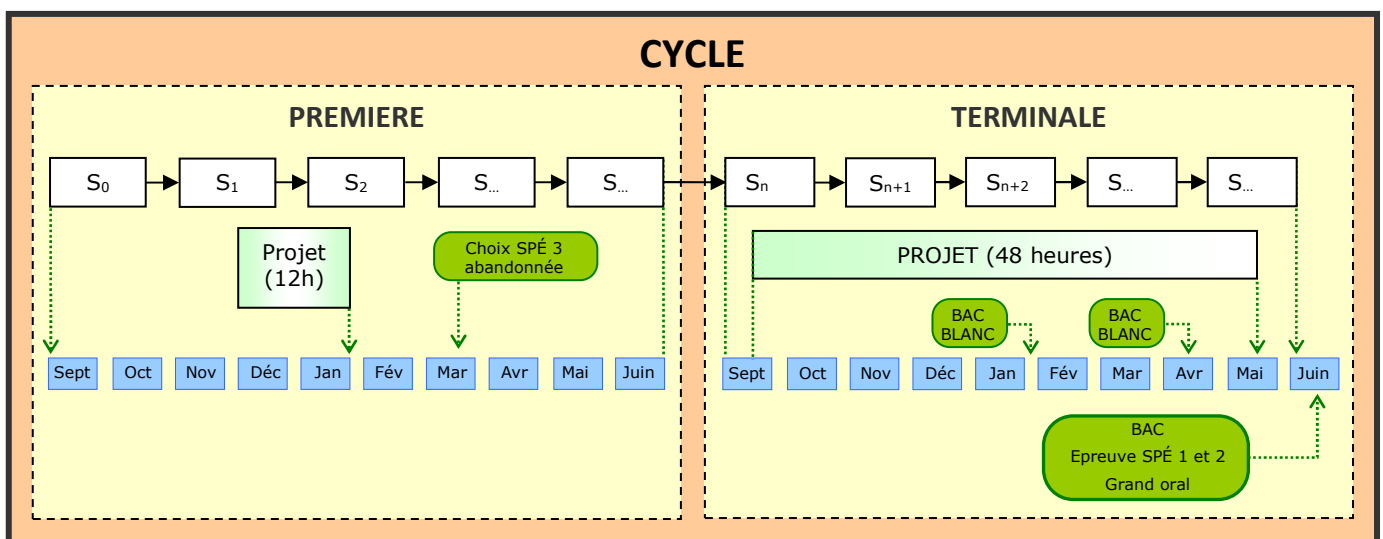 CYCLE
PREMIERE
S0
S1
S2
S…
S…
Projet
(12h)
Choix SPÉ 3
abandonnée
Sept
Oct
Nov
Déc
Jan
Fév
Mar
Avr
Mai
Juin
TERMINALE
Sn
Sn+1
Sn+2
S…
S…
PROJET (48 heures)
BAC
BLANC
BAC
BLANC
Sept
Oct
Nov
Déc
Jan
Fév
Mar
Avr
Mai
Juin
BAC
Epreuve SPÉ 1 et 2
Grand oral